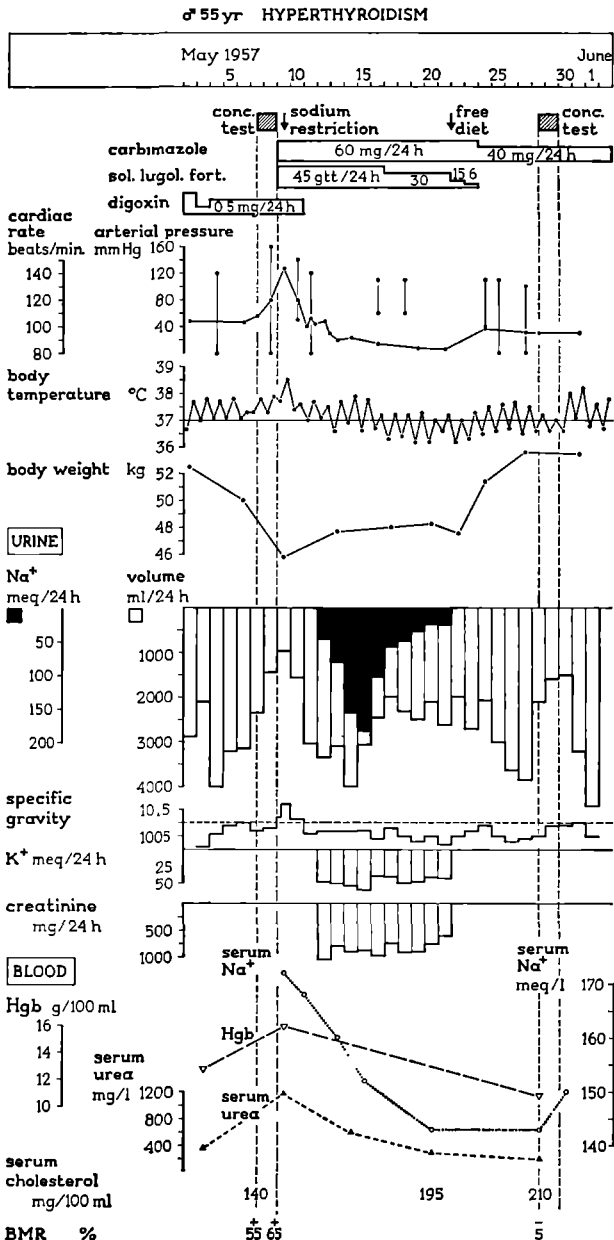 ♂ 55 yr HYPERTHYROIDISM
May 1957 June
5 10 15 20 25 30 1
conc. test
sodium restriction
free diet
conc. test
carbimazole 60 mg/24 h 40 mg/24 h
sol. lugol. fort. 45 gtt/24 h 30 15 6
digoxin 0 5 mg/24 h
cardiac rate beats/min.
140
120
100
80
arterial pressure mm Hg
160
120
80
40
body temperature °C
39
38
37
36
body weight kg
52
50
48
46
URINE
Na+ meq/24 h
50
100
150
200
volume ml/24 h
1000
2000
3000
4000
specific gravity
10,5
1005
K+ meq/24 h
25
50
creatinine mg/24 h
500
1000
BLOOD
serum Na+
serum Na+ meq/l
170
160
150
140
Hgb g/100 ml
16
14
12
10
Hgb
serum urea mg/l
1200
800
400
serum urea
serum cholesterol mg/100 ml
140 195 210
BMR %
+ 55 + 65 − 5